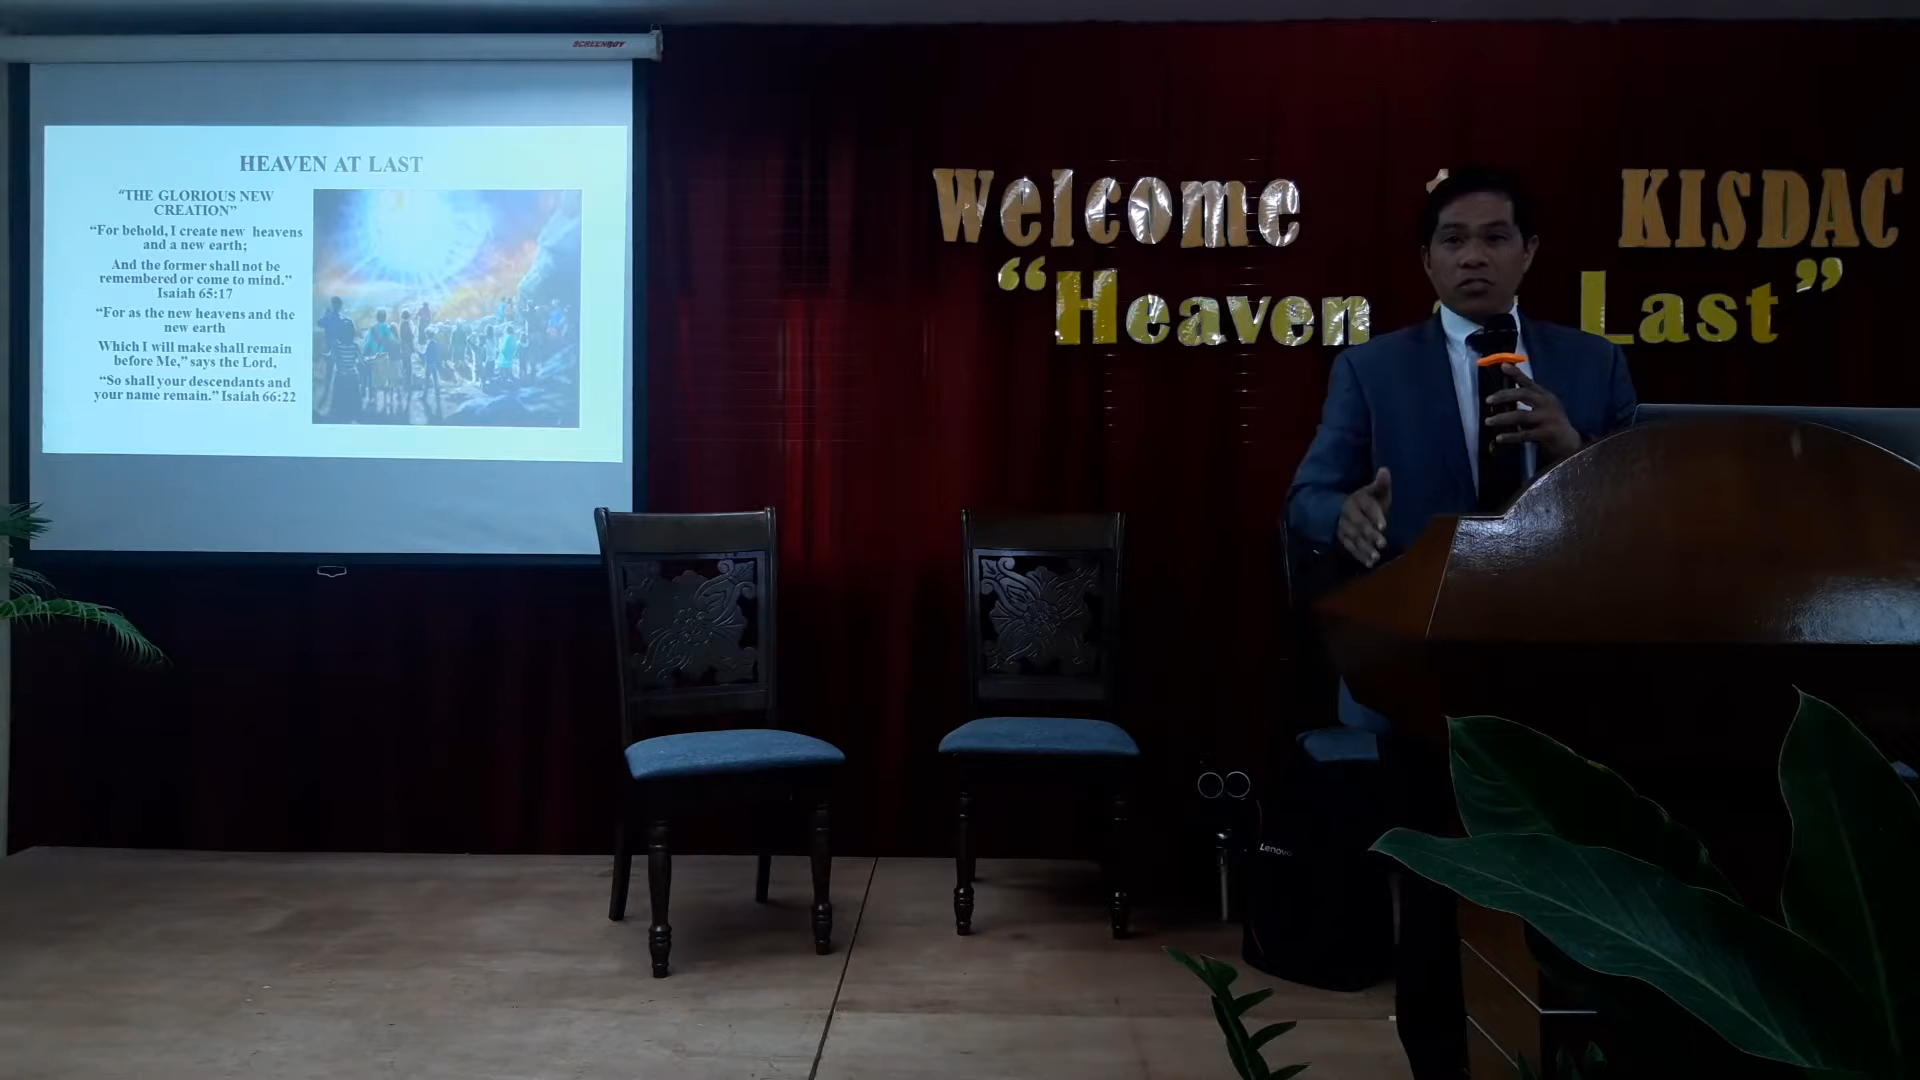 SCREENBOY
HEAVEN AT LAST
“THE GLORIOUS NEW
CREATION”
“For behold, I create new heavens
and a new earth;
And the former shall not be
remembered or come to mind.”
Isaiah 65:17
“For as the new heavens and the
new earth
Which I will make shall remain
before Me,” says the Lord,
“So shall your descendants and
your name remain.” Isaiah 66:22
Welcome KISDAC
“Heaven Last”
Lenovo